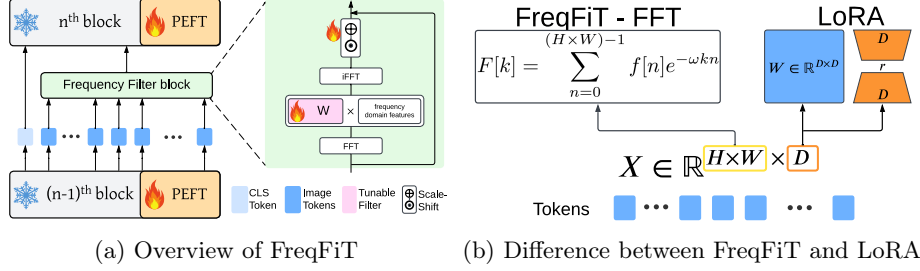 nᵗʰ block
PEFT
Frequency Filter block
(n-1)ᵗʰ block
PEFT
iFFT
W
×
frequency
domain features
FFT
CLS
Token
Image
Tokens
Tunable
Filter
Scale-
Shift
(a) Overview of FreqFiT
FreqFiT - FFT
F[k] = ∑_{n=0}^{(H×W)−1} f[n]e^{−ωkn}
LoRA
W ∈ ℝ^{D×D}
D
r
D
X ∈ ℝ^{H×W × D}
Tokens
(b) Difference between FreqFiT and LoRA